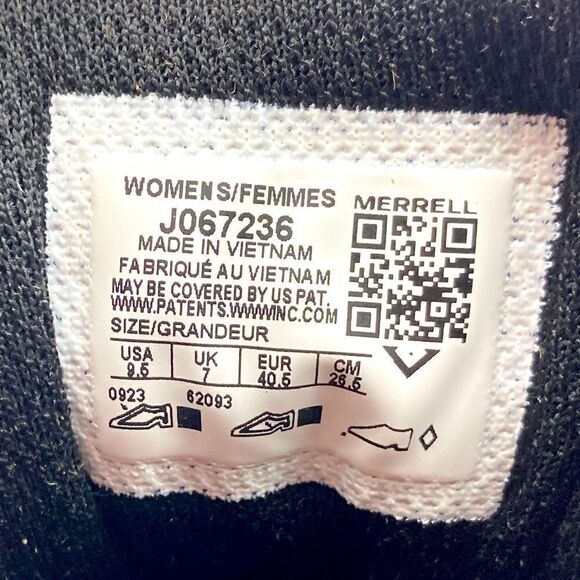 WOMENS/FEMMES
MERRELL
J067236
MADE IN VIETNAM
FABRIQUÉ AU VIETNAM
MAY BE COVERED BY US PAT.
WWW.PATENTS.WWWINC.COM
SIZE/GRANDEUR
USA UK EUR CM
9.5 7 40.5 26.5
0923 62093